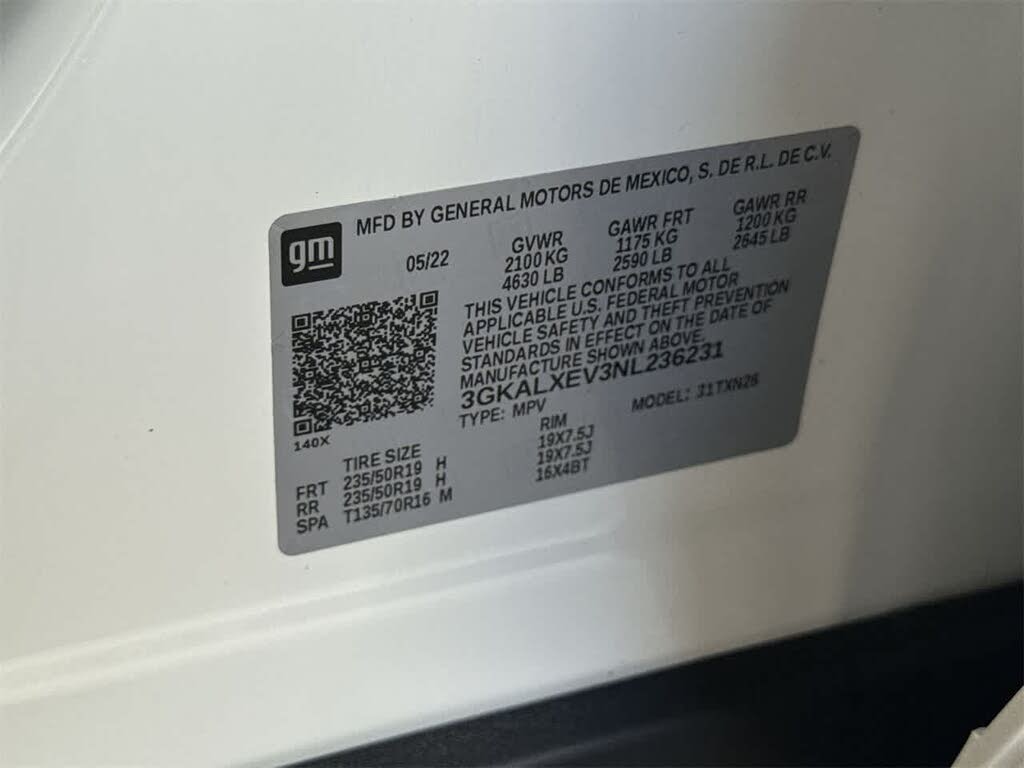 MFD BY GENERAL MOTORS DE MEXICO, S. DE R.L. DE C.V.
gm
05/22
GVWR
2100 KG
4630 LB
GAWR FRT
1175 KG
2590 LB
GAWR RR
1200 KG
2645 LB
THIS VEHICLE CONFORMS TO ALL
APPLICABLE U.S. FEDERAL MOTOR
VEHICLE SAFETY AND THEFT PREVENTION
STANDARDS IN EFFECT ON THE DATE OF
MANUFACTURE SHOWN ABOVE.
3GKALXEV3NL236231
TYPE: MPV MODEL: 31TXN26
140X
TIRE SIZE RIM
FRT 235/50R19 H 19X7.5J
RR 235/50R19 H 19X7.5J
SPA T135/70R16 M 16X4BT